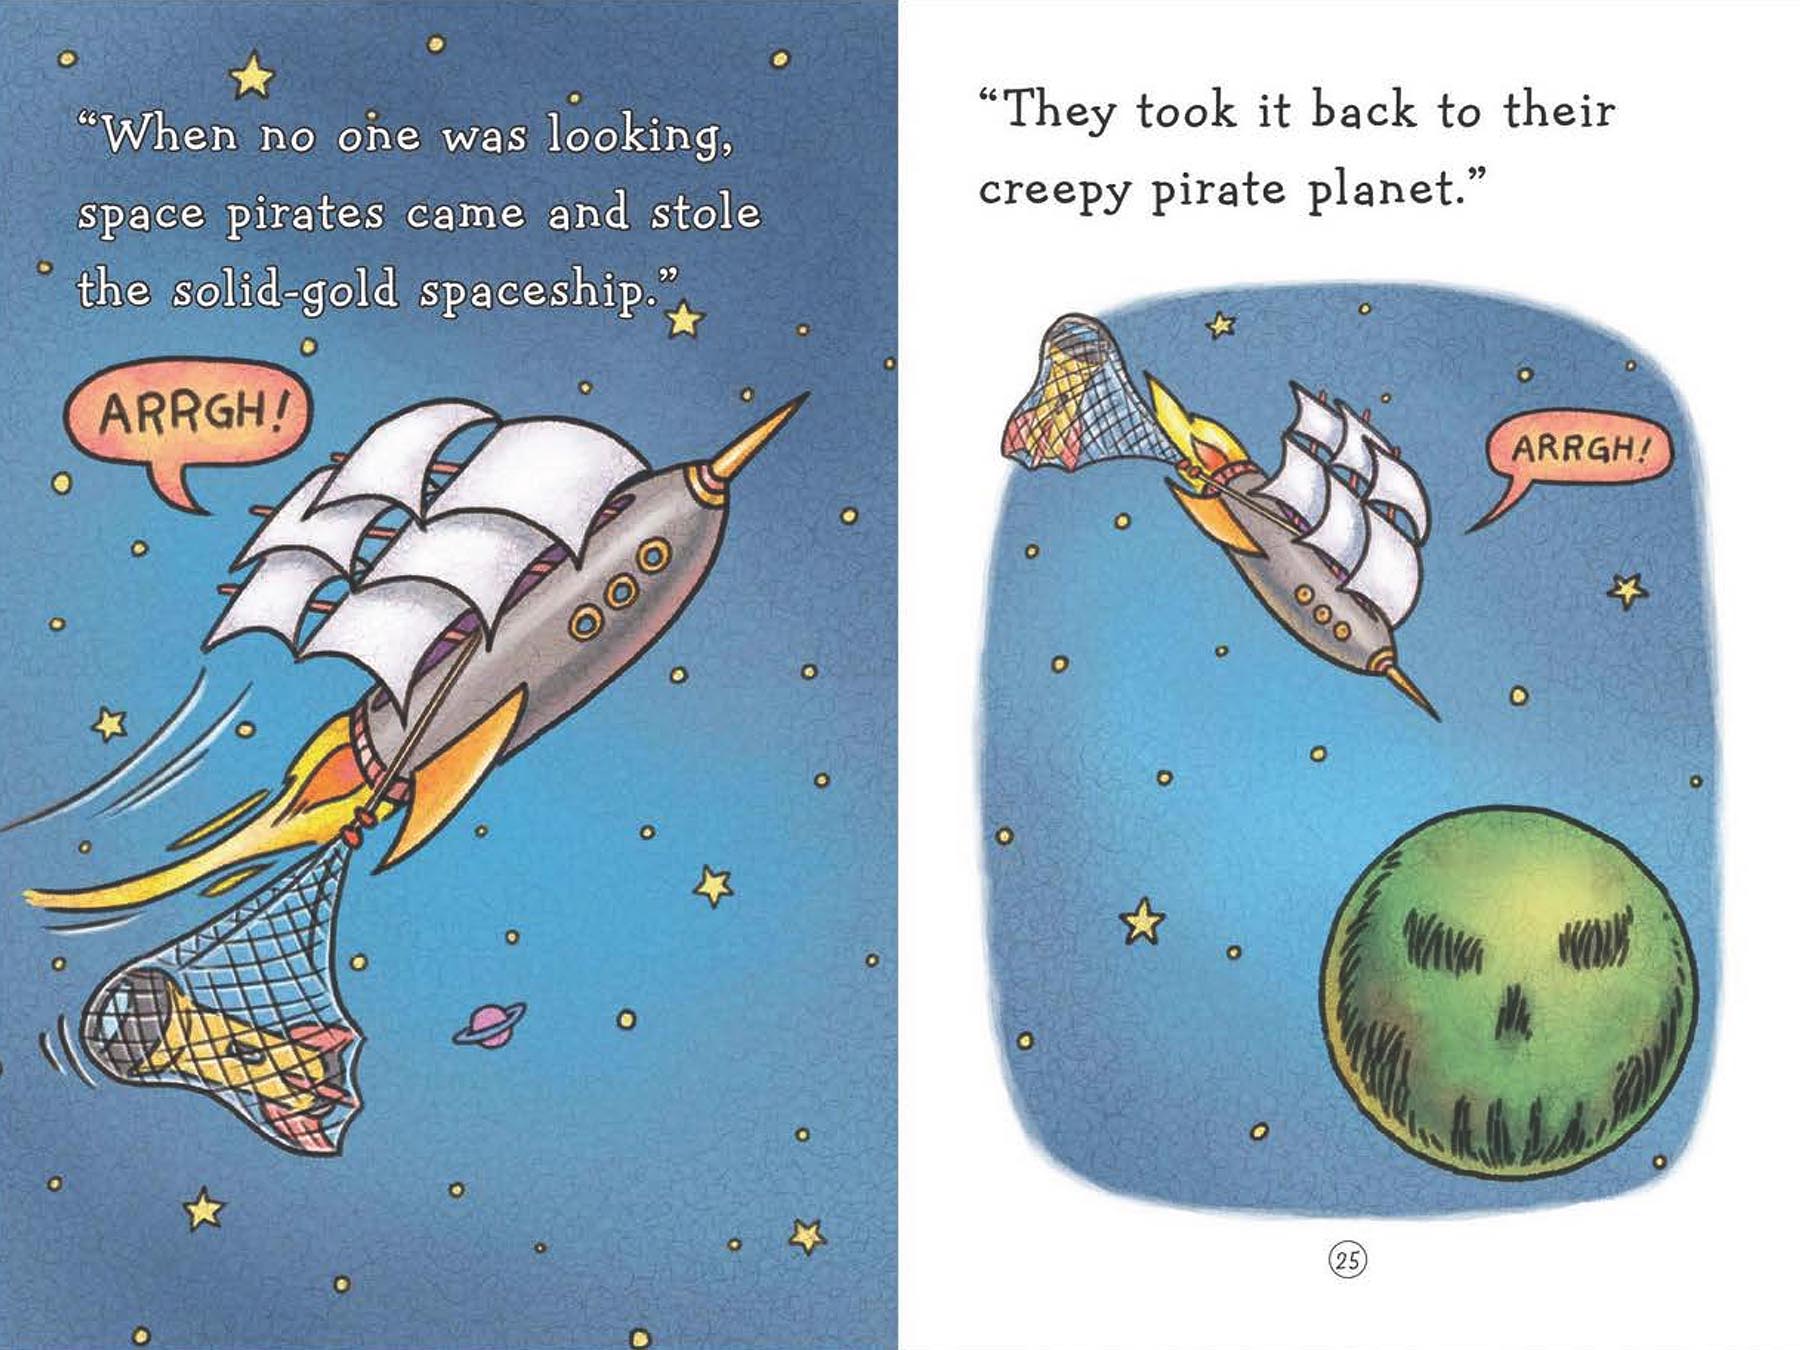 “When no one was looking,
space pirates came and stole
the solid-gold spaceship.”
ARRGH!
“They took it back to their
creepy pirate planet.”
ARRGH!
25